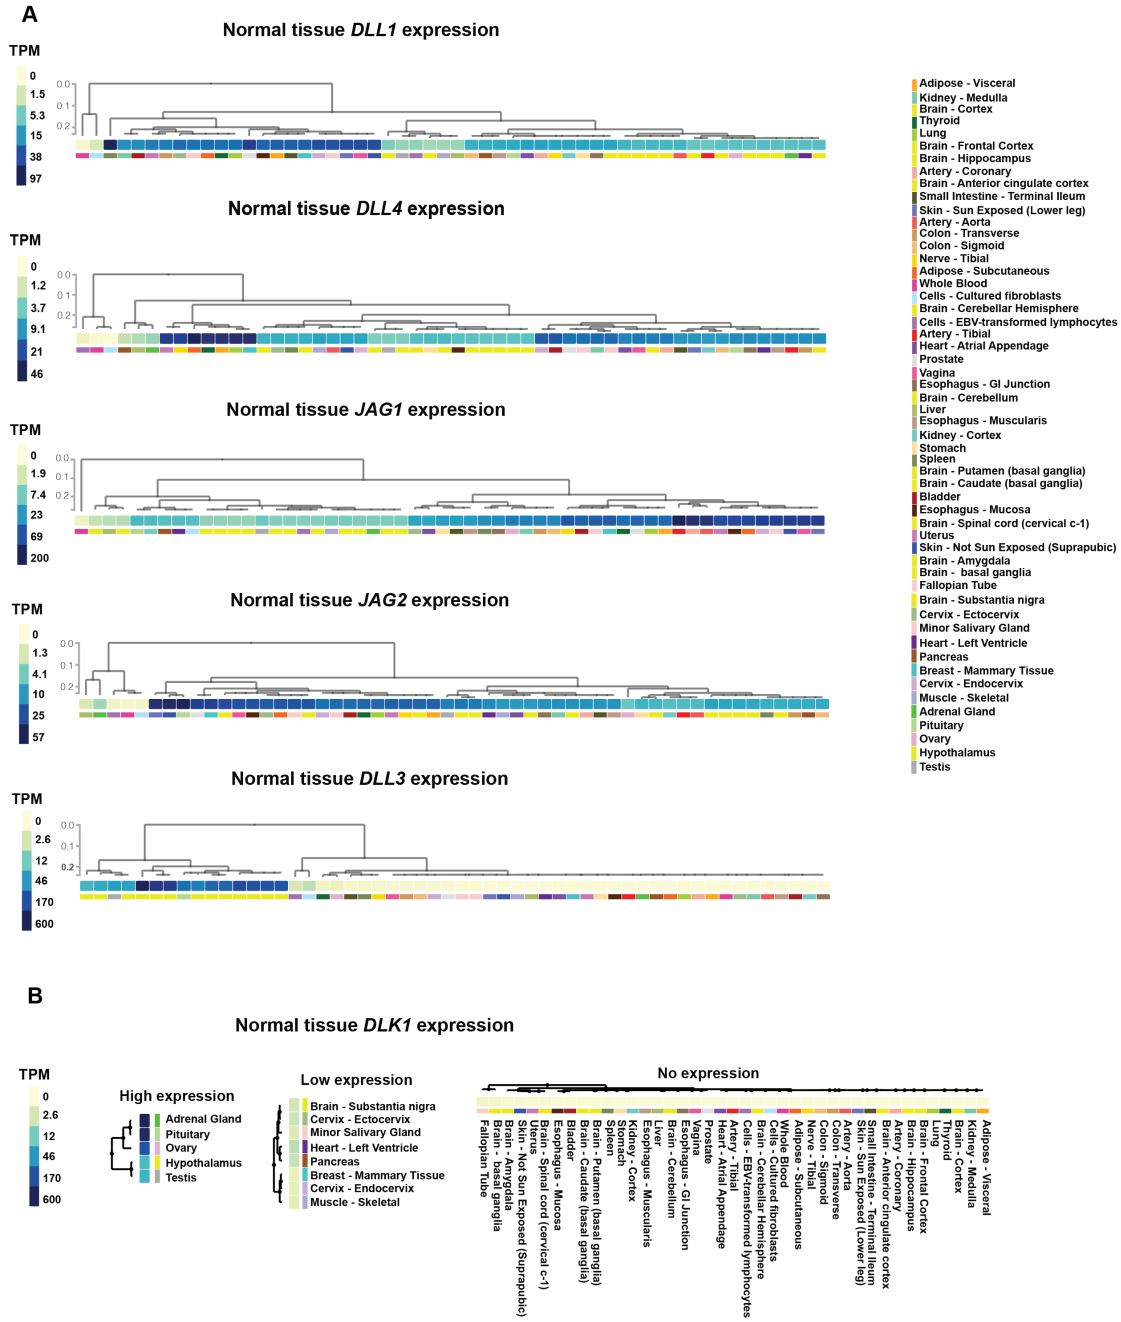 A
Normal tissue DLL1 expression
TPM
0
1.5
5.3
15
38
97
0.0
0.1
0.2
Normal tissue DLL4 expression
TPM
0
1.2
3.7
9.1
21
46
0.0
0.1
0.2
Normal tissue JAG1 expression
TPM
0
1.9
7.4
23
69
200
0.0
0.1
0.2
Normal tissue JAG2 expression
TPM
0
1.3
4.1
10
25
57
0.0
0.1
0.2
Normal tissue DLL3 expression
TPM
0
2.6
12
46
170
600
0.0
0.1
0.2
Adipose - Visceral
Kidney - Medulla
Brain - Cortex
Thyroid
Lung
Brain - Frontal Cortex
Brain - Hippocampus
Artery - Coronary
Brain - Anterior cingulate cortex
Small Intestine - Terminal Ileum
Skin - Sun Exposed (Lower leg)
Artery - Aorta
Colon - Transverse
Colon - Sigmoid
Nerve - Tibial
Adipose - Subcutaneous
Whole Blood
Cells - Cultured fibroblasts
Brain - Cerebellar Hemisphere
Cells - EBV-transformed lymphocytes
Artery - Tibial
Heart - Atrial Appendage
Prostate
Vagina
Esophagus - GI Junction
Brain - Cerebellum
Liver
Esophagus - Muscularis
Kidney - Cortex
Stomach
Spleen
Brain - Putamen (basal ganglia)
Brain - Caudate (basal ganglia)
Bladder
Esophagus - Mucosa
Brain - Spinal cord (cervical c-1)
Uterus
Skin - Not Sun Exposed (Suprapubic)
Brain - Amygdala
Brain - basal ganglia
Fallopian Tube
Brain - Substantia nigra
Cervix - Ectocervix
Minor Salivary Gland
Heart - Left Ventricle
Pancreas
Breast - Mammary Tissue
Cervix - Endocervix
Muscle - Skeletal
Adrenal Gland
Pituitary
Ovary
Hypothalamus
Testis
B
Normal tissue DLK1 expression
TPM
0
2.6
12
46
170
600
High expression
Adrenal Gland
Pituitary
Ovary
Hypothalamus
Testis
Low expression
Brain - Substantia nigra
Cervix - Ectocervix
Minor Salivary Gland
Heart - Left Ventricle
Pancreas
Breast - Mammary Tissue
Cervix - Endocervix
Muscle - Skeletal
No expression
Fallopian Tube
Brain - basal ganglia
Brain - Amygdala
Skin - Not Sun Exposed (Suprapubic)
Uterus
Brain - Spinal cord (cervical c-1)
Esophagus - Mucosa
Bladder
Brain - Caudate (basal ganglia)
Brain - Putamen (basal ganglia)
Spleen
Stomach
Kidney - Cortex
Esophagus - Muscularis
Liver
Brain - Cerebellum
Esophagus - GI Junction
Vagina
Prostate
Heart - Atrial Appendage
Artery - Tibial
Cells - EBV-transformed lymphocytes
Brain - Cerebellar Hemisphere
Cells - Cultured fibroblasts
Whole Blood
Adipose - Subcutaneous
Nerve - Tibial
Colon - Sigmoid
Colon - Transverse
Artery - Aorta
Skin - Sun Exposed (Lower leg)
Small Intestine - Terminal Ileum
Brain - Anterior cingulate cortex
Artery - Coronary
Brain - Hippocampus
Brain - Frontal Cortex
Lung
Thyroid
Brain - Cortex
Kidney - Medulla
Adipose - Visceral